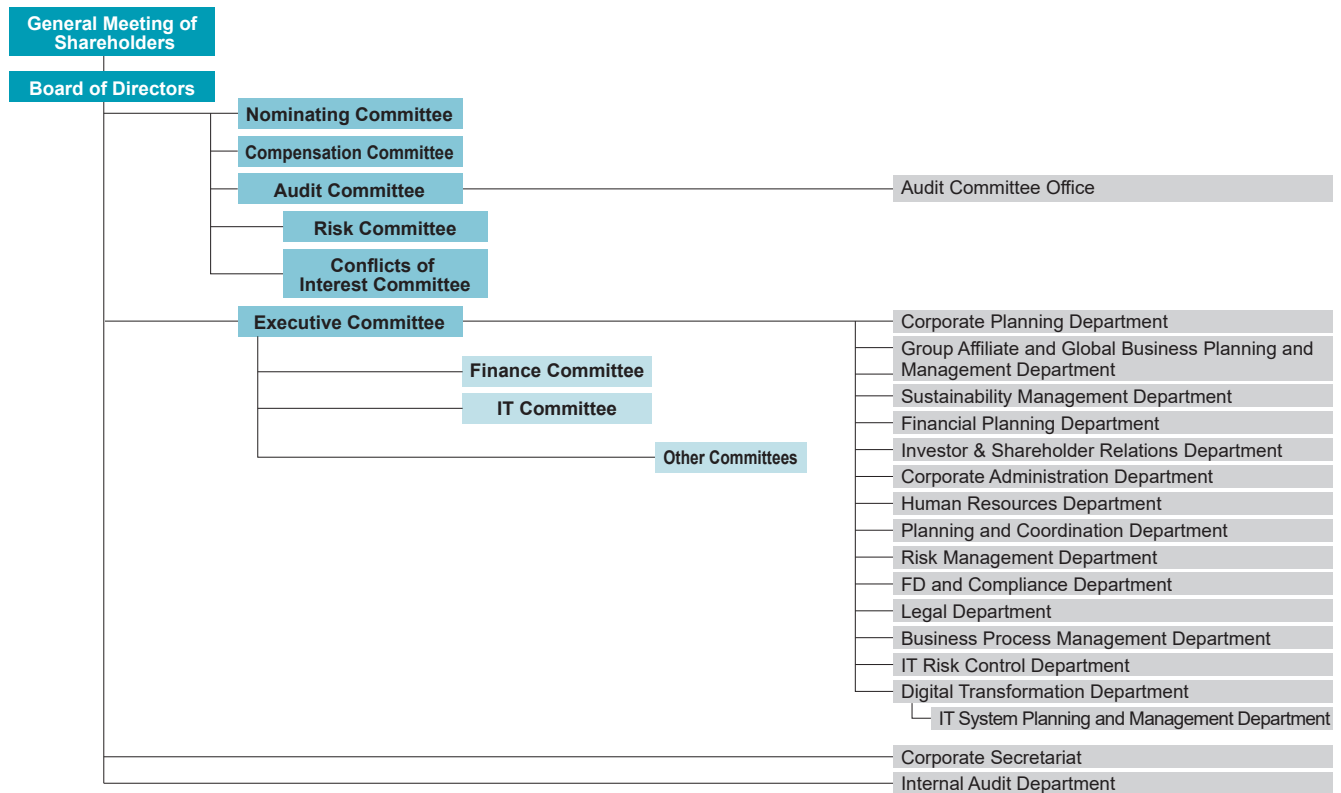 General Meeting of
Shareholders
Board of Directors
Nominating Committee
Compensation Committee
Audit Committee
Audit Committee Office
Risk Committee
Conflicts of
Interest Committee
Executive Committee
Corporate Planning Department
Group Affiliate and Global Business Planning and
Management Department
Finance Committee
Sustainability Management Department
IT Committee
Financial Planning Department
Investor & Shareholder Relations Department
Other Committees
Corporate Administration Department
Human Resources Department
Planning and Coordination Department
Risk Management Department
FD and Compliance Department
Legal Department
Business Process Management Department
IT Risk Control Department
Digital Transformation Department
IT System Planning and Management Department
Corporate Secretariat
Internal Audit Department